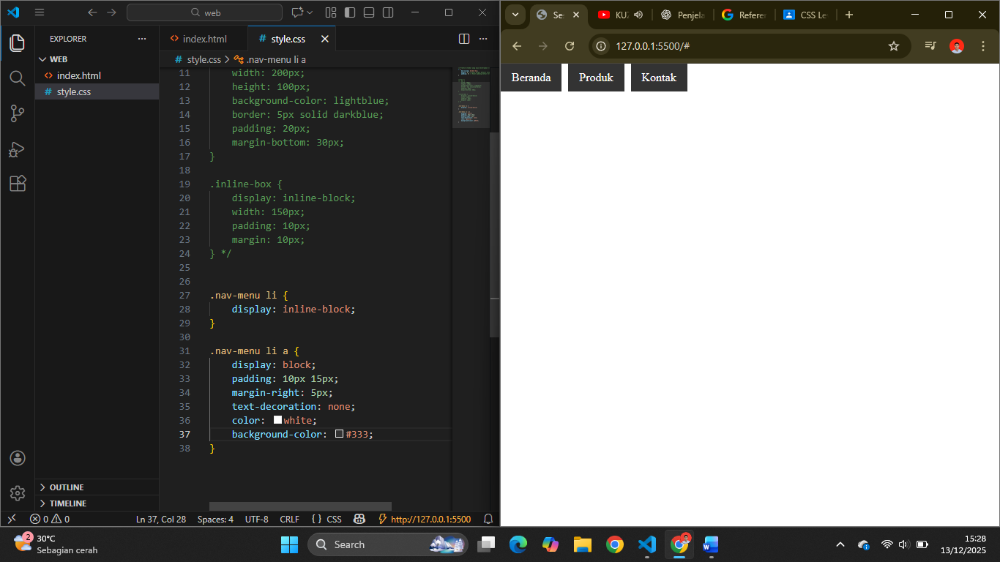 web
EXPLORER
WEB
index.html
style.css
OUTLINE
TIMELINE
index.html
style.css
style.css > .nav-menu li a
11 width: 200px;
12 height: 100px;
13 background-color: lightblue;
14 border: 5px solid darkblue;
15 padding: 20px;
16 margin-bottom: 30px;
17 }
18
19 .inline-box {
20 display: inline-block;
21 width: 150px;
22 padding: 10px;
23 margin: 10px;
24 } */
25
26
27 .nav-menu li {
28 display: inline-block;
29 }
30
31 .nav-menu li a {
32 display: block;
33 padding: 10px 15px;
34 margin-right: 5px;
35 text-decoration: none;
36 color: white;
37 background-color: #333;
38 }
0 0 Ln 37, Col 28 Spaces: 4 UTF-8 CRLF { } CSS http://127.0.0.1:5500
Se KUZ Penjela Referen CSS Le
127.0.0.1:5500/#
Beranda Produk Kontak
2
30°C
Sebagian cerah
Search
15:28
13/12/2025